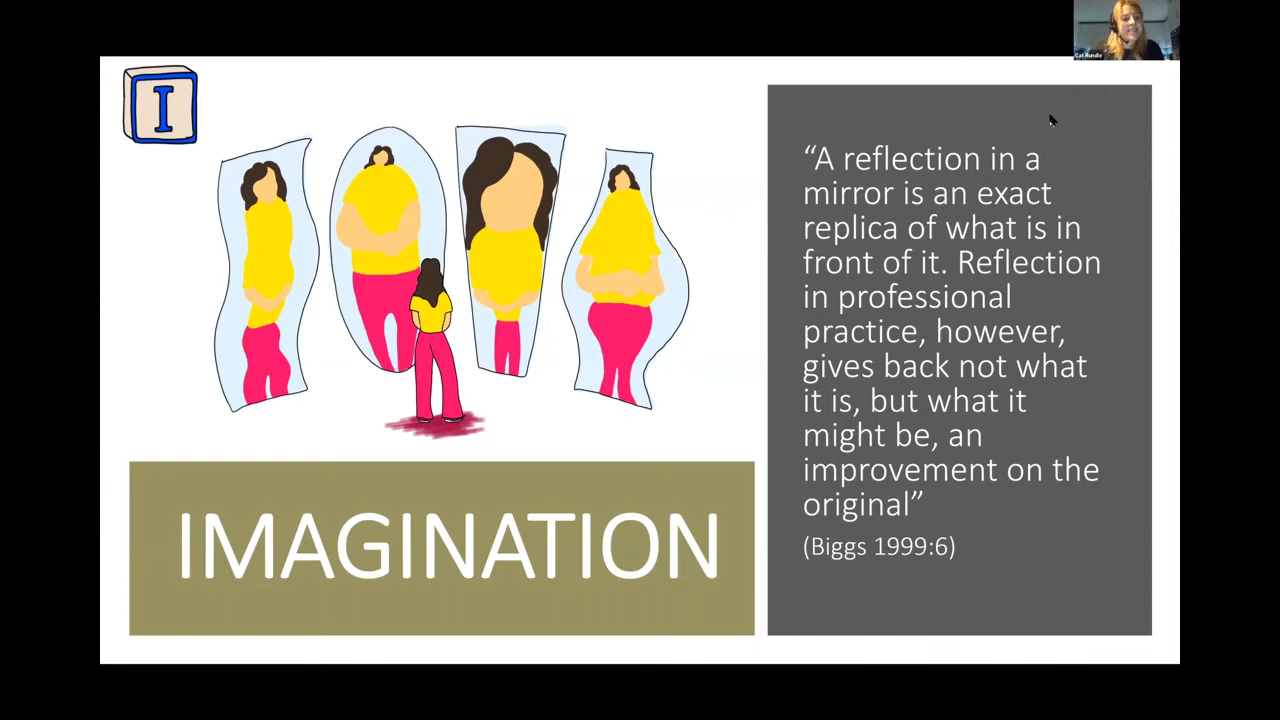 Cat Rundle
I
“A reflection in a
mirror is an exact
replica of what is in
front of it. Reflection
in professional
practice, however,
gives back not what
it is, but what it
might be, an
improvement on the
original”
(Biggs 1999:6)
IMAGINATION